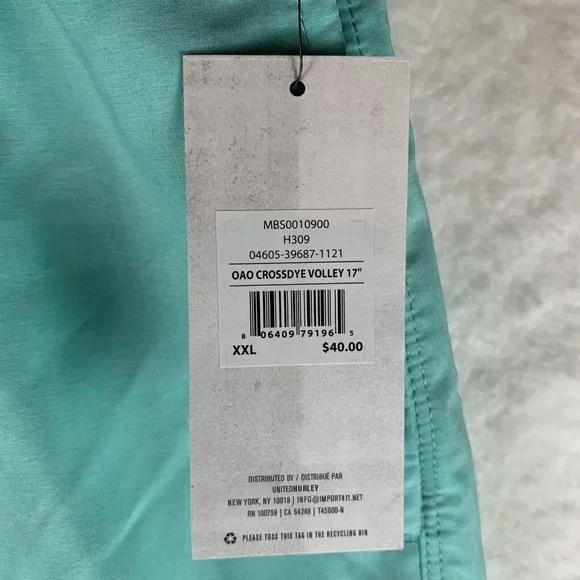 MBS0010900
H309
04605-39687-1121
OAO CROSSDYE VOLLEY 17"
8 06409 79196 5
XXL $40.00
DISTRIBUTED BY / DISTRIBUÉ PAR
UNITEDHURLEY
NEW YORK, NY 10018 | INFO@IMPORT411.NET
RN 100759 | CA 64249 | T45000-N
PLEASE TOSS THIS TAG IN THE RECYCLING BIN